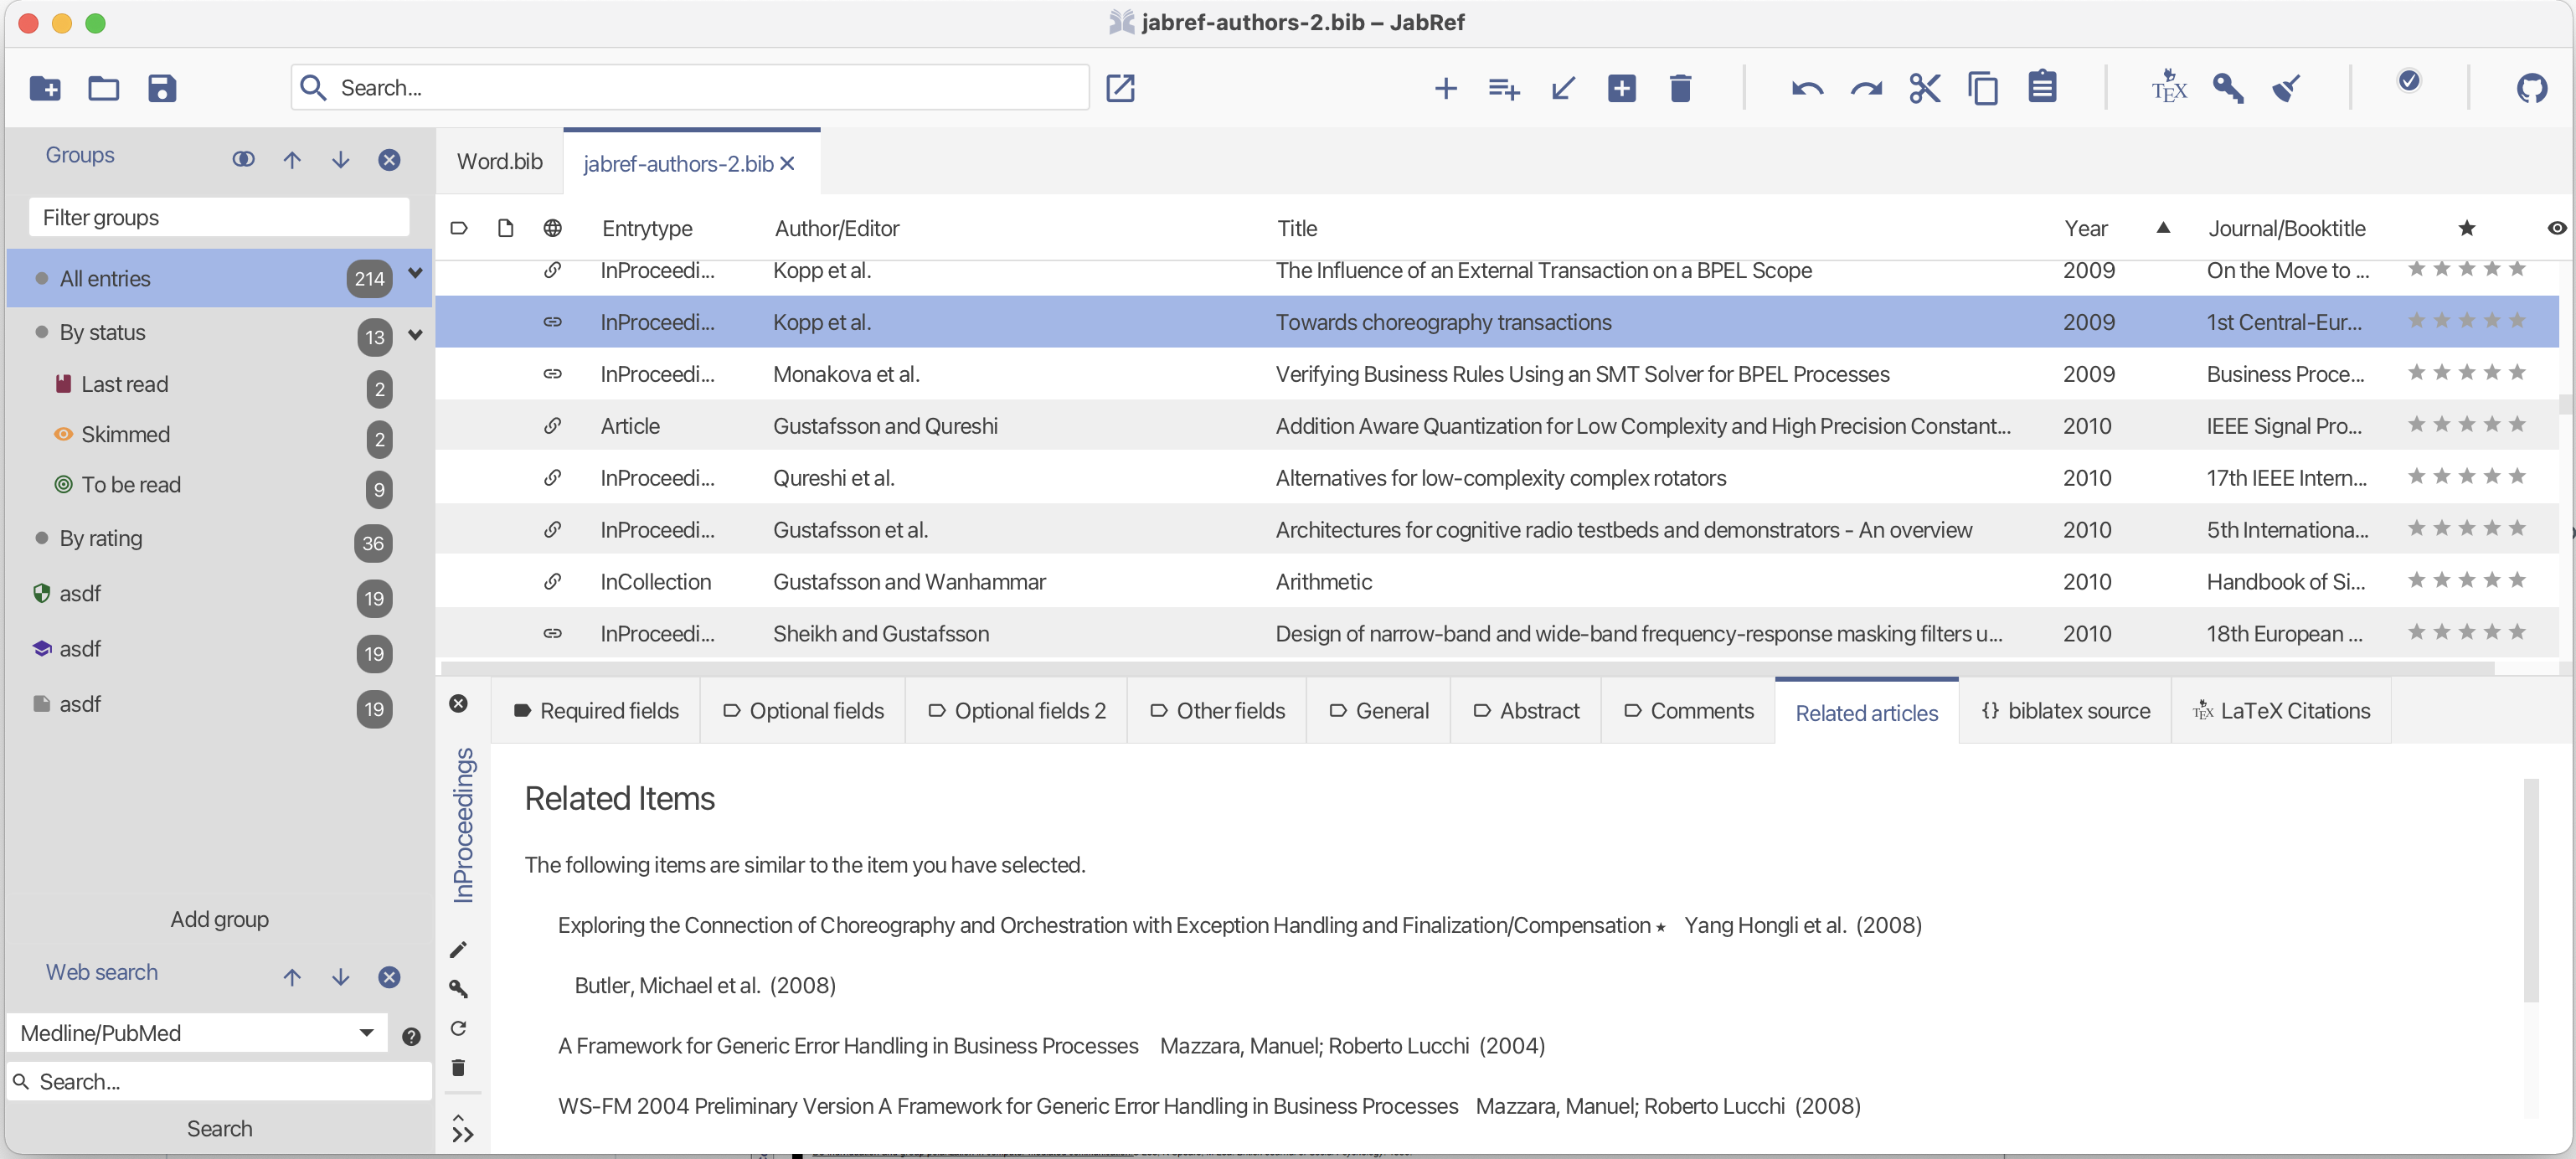 jabref-authors-2.bib – JabRef
Search...
TEX
Groups
Filter groups
All entries 214
By status 13
Last read 2
Skimmed 2
To be read 9
By rating 36
asdf 19
asdf 19
asdf 19
Add group
Web search
Medline/PubMed
Search...
Search
Word.bib jabref-authors-2.bib
Entrytype Author/Editor Title Year Journal/Booktitle
InProceedi... Kopp et al. The Influence of an External Transaction on a BPEL Scope 2009 On the Move to ...
InProceedi... Kopp et al. Towards choreography transactions 2009 1st Central-Eur...
InProceedi... Monakova et al. Verifying Business Rules Using an SMT Solver for BPEL Processes 2009 Business Proce...
Article Gustafsson and Qureshi Addition Aware Quantization for Low Complexity and High Precision Constant... 2010 IEEE Signal Pro...
InProceedi... Qureshi et al. Alternatives for low-complexity complex rotators 2010 17th IEEE Intern...
InProceedi... Gustafsson et al. Architectures for cognitive radio testbeds and demonstrators - An overview 2010 5th Internationa...
InCollection Gustafsson and Wanhammar Arithmetic 2010 Handbook of Si...
InProceedi... Sheikh and Gustafsson Design of narrow-band and wide-band frequency-response masking filters u... 2010 18th European ...
Required fields Optional fields Optional fields 2 Other fields General Abstract Comments Related articles {} biblatex source TEX LaTeX Citations
InProceedings
Related Items
The following items are similar to the item you have selected.
Exploring the Connection of Choreography and Orchestration with Exception Handling and Finalization/Compensation ★ Yang Hongli et al. (2008)
Butler, Michael et al. (2008)
A Framework for Generic Error Handling in Business Processes Mazzara, Manuel; Roberto Lucchi (2004)
WS-FM 2004 Preliminary Version A Framework for Generic Error Handling in Business Processes Mazzara, Manuel; Roberto Lucchi (2008)